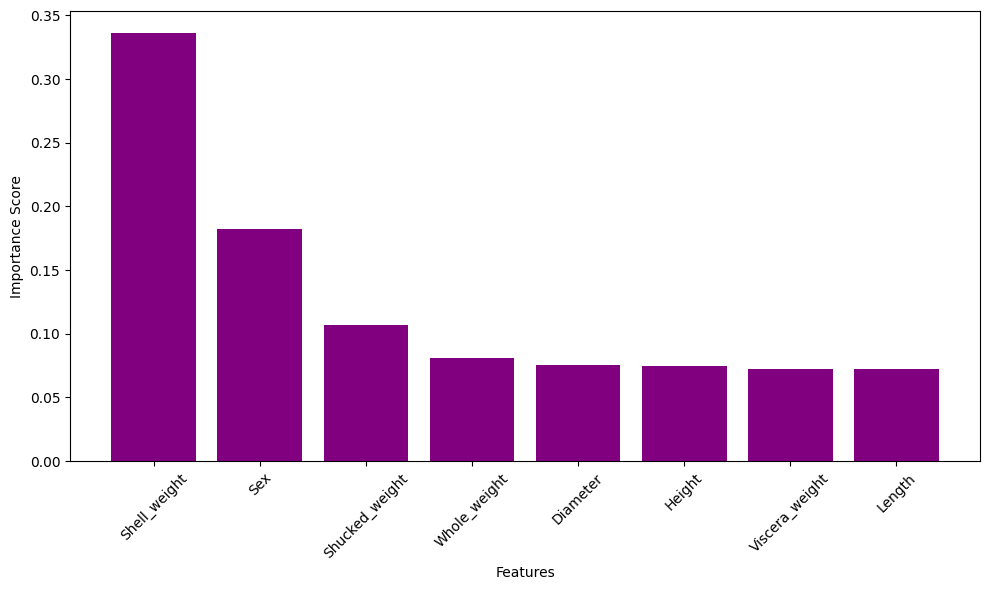 0.35
0.30
0.25
0.20
0.15
0.10
0.05
0.00
Importance Score
Shell_weight
Sex
Shucked_weight
Whole_weight
Diameter
Height
Viscera_weight
Length
Features